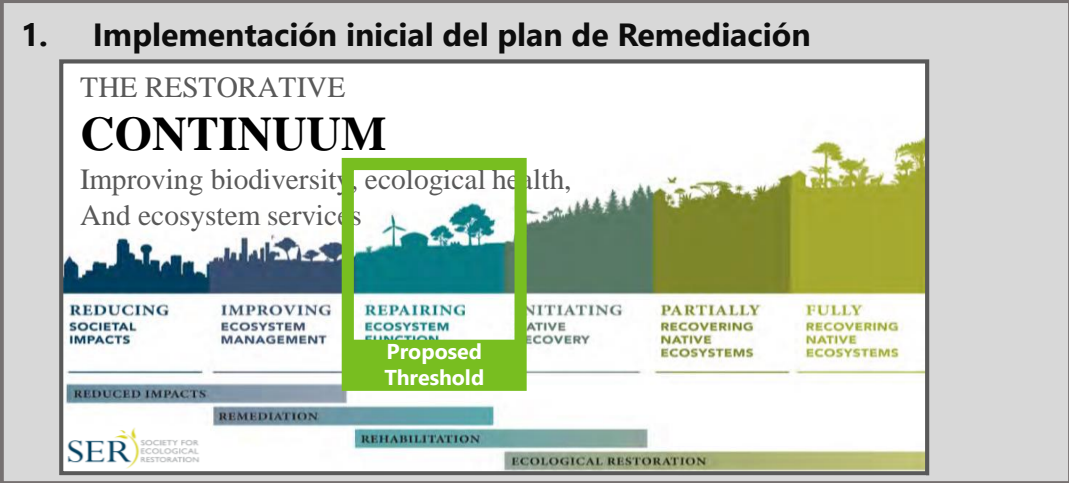 1. Implementación inicial del plan de Remediación
THE RESTORATIVE
CONTINUUM
Improving biodiversity, ecological health,
And ecosystem services
REDUCING
SOCIETAL
IMPACTS
IMPROVING
ECOSYSTEM
MANAGEMENT
REPAIRING
ECOSYSTEM
FUNCTION
Proposed
Threshold
NITIATING
ATIVE
ECOVERY
PARTIALLY
RECOVERING
NATIVE
ECOSYSTEMS
FULLY
RECOVERING
NATIVE
ECOSYSTEMS
REDUCED IMPACTS
REMEDIATION
REHABILITATION
ECOLOGICAL RESTORATION
SER
SOCIETY FOR
ECOLOGICAL
RESTORATION